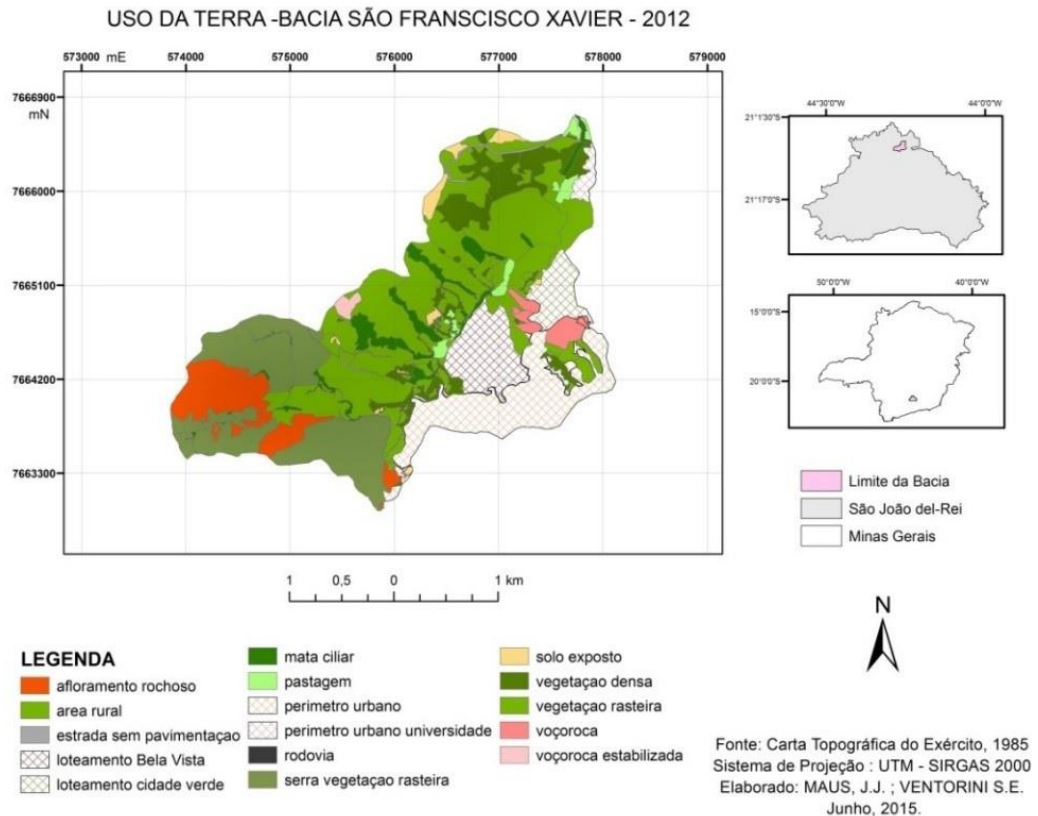 USO DA TERRA -BACIA SÃO FRANSCISCO XAVIER - 2012
573000 mE 574000 575000 576000 577000 578000 579000
7666900
mN
7666000
7665100
7664200
7663300
44°30'0"W 44°0'0"W
21°1'30"S
21°17'0"S
50°0'0"W 40°0'0"W
15°0'0"S
20°0'0"S
Limite da Bacia
São João del-Rei
Minas Gerais
1 0,5 0 1 km
N
LEGENDA
afloramento rochoso
area rural
estrada sem pavimentaçao
loteamento Bela Vista
loteamento cidade verde
mata ciliar
pastagem
perimetro urbano
perimetro urbano universidade
rodovia
serra vegetaçao rasteira
solo exposto
vegetaçao densa
vegetaçao rasteira
voçoroca
voçoroca estabilizada
Fonte: Carta Topográfica do Exército, 1985
Sistema de Projeção : UTM - SIRGAS 2000
Elaborado: MAUS, J.J. ; VENTORINI S.E.
Junho, 2015.